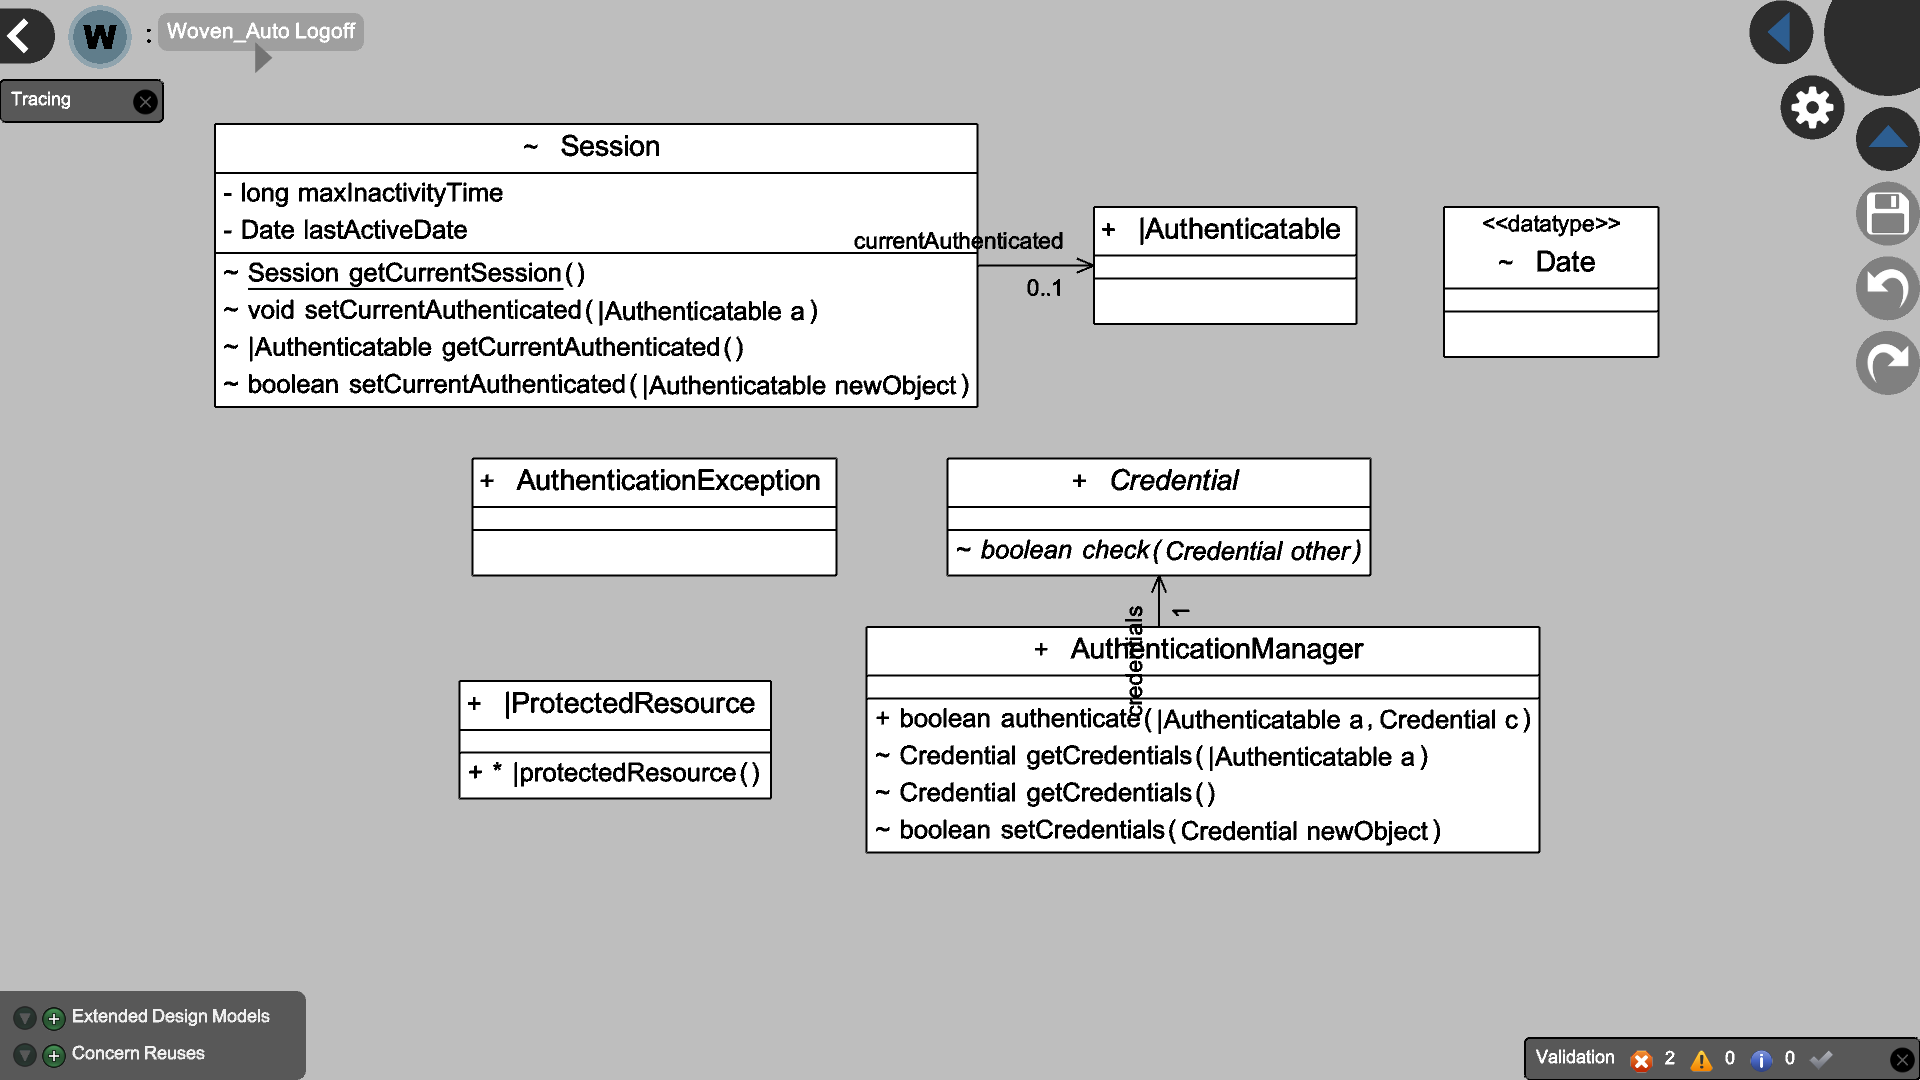 W : Woven_Auto Logoff
Tracing
~ Session
- long maxInactivityTime
- Date lastActiveDate
~ Session getCurrentSession()
~ void setCurrentAuthenticated(|Authenticatable a)
~ |Authenticatable getCurrentAuthenticated()
~ boolean setCurrentAuthenticated(|Authenticatable newObject)
currentAuthenticated
0..1
+ |Authenticatable
<<datatype>>
~ Date
+ AuthenticationException
+ Credential
~ boolean check(Credential other)
credentials
1
+ AuthenticationManager
+ boolean authenticate(|Authenticatable a, Credential c)
~ Credential getCredentials(|Authenticatable a)
~ Credential getCredentials()
~ boolean setCredentials(Credential newObject)
+ |ProtectedResource
+ * |protectedResource()
Extended Design Models
Concern Reuses
Validation 2 0 0